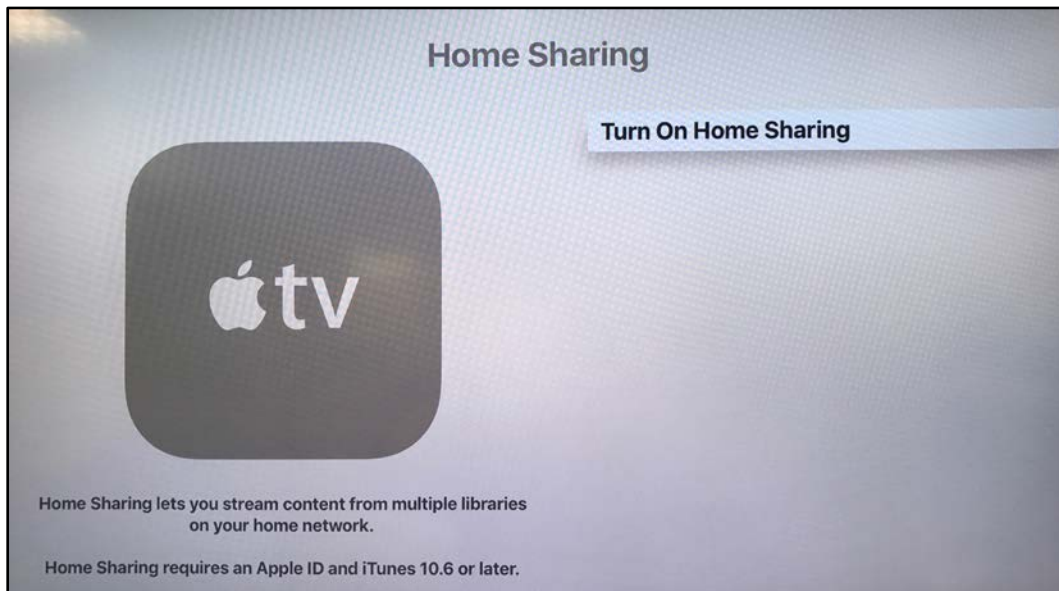 Home Sharing
Turn On Home Sharing
tv
Home Sharing lets you stream content from multiple libraries
on your home network.
Home Sharing requires an Apple ID and iTunes 10.6 or later.